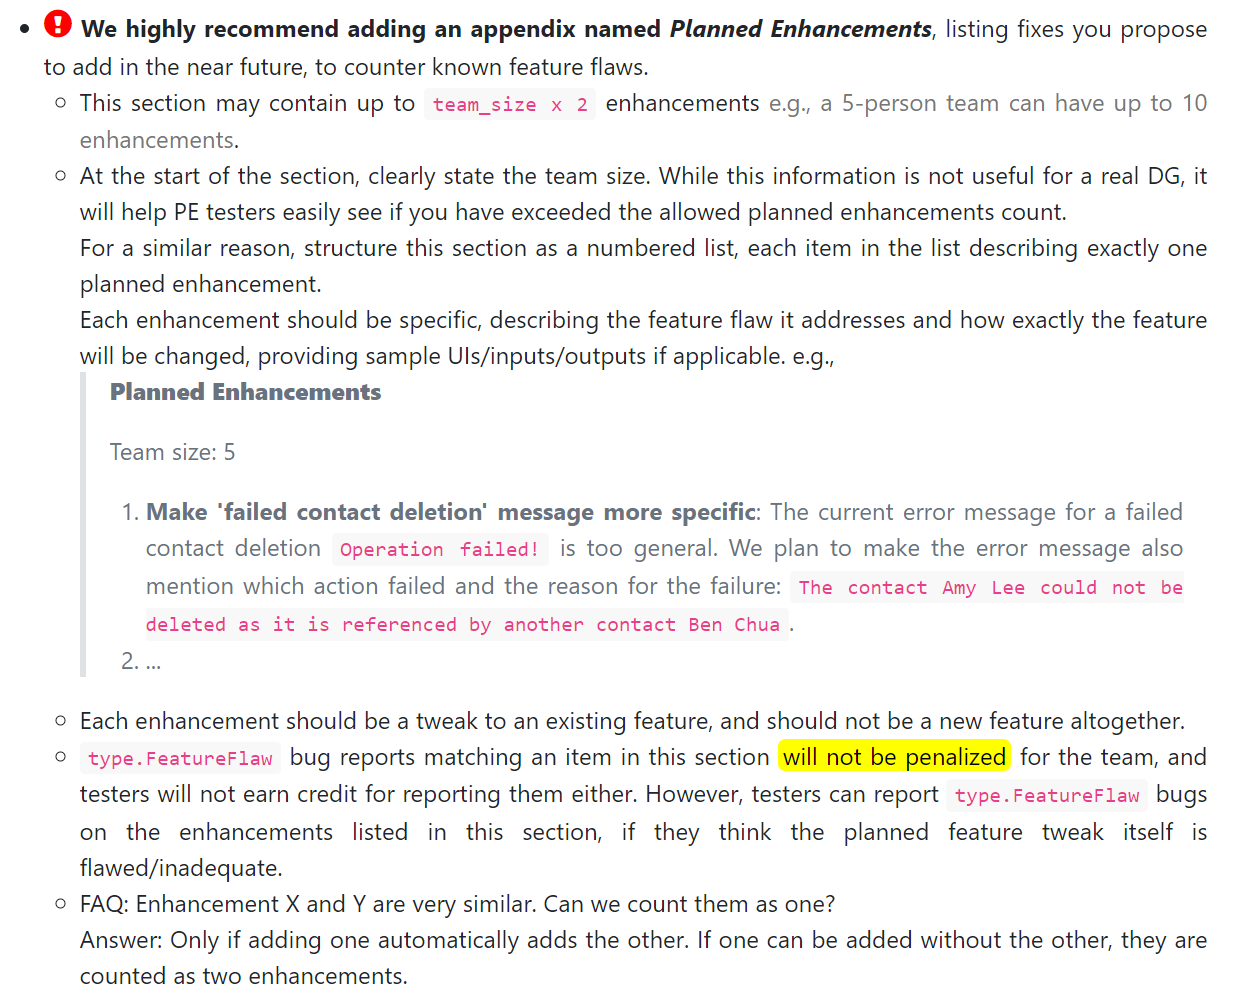 We highly recommend adding an appendix named Planned Enhancements, listing fixes you propose
to add in the near future, to counter known feature flaws.
This section may contain up to team_size x 2 enhancements e.g., a 5-person team can have up to 10
enhancements.
At the start of the section, clearly state the team size. While this information is not useful for a real DG, it
will help PE testers easily see if you have exceeded the allowed planned enhancements count.
For a similar reason, structure this section as a numbered list, each item in the list describing exactly one
planned enhancement.
Each enhancement should be specific, describing the feature flaw it addresses and how exactly the feature
will be changed, providing sample UIs/inputs/outputs if applicable. e.g.,
Planned Enhancements
Team size: 5
1. Make 'failed contact deletion' message more specific: The current error message for a failed
contact deletion Operation failed! is too general. We plan to make the error message also
mention which action failed and the reason for the failure: The contact Amy Lee could not be
deleted as it is referenced by another contact Ben Chua.
2. ...
Each enhancement should be a tweak to an existing feature, and should not be a new feature altogether.
type.FeatureFlaw bug reports matching an item in this section will not be penalized for the team, and
testers will not earn credit for reporting them either. However, testers can report type.FeatureFlaw bugs
on the enhancements listed in this section, if they think the planned feature tweak itself is
flawed/inadequate.
FAQ: Enhancement X and Y are very similar. Can we count them as one?
Answer: Only if adding one automatically adds the other. If one can be added without the other, they are
counted as two enhancements.